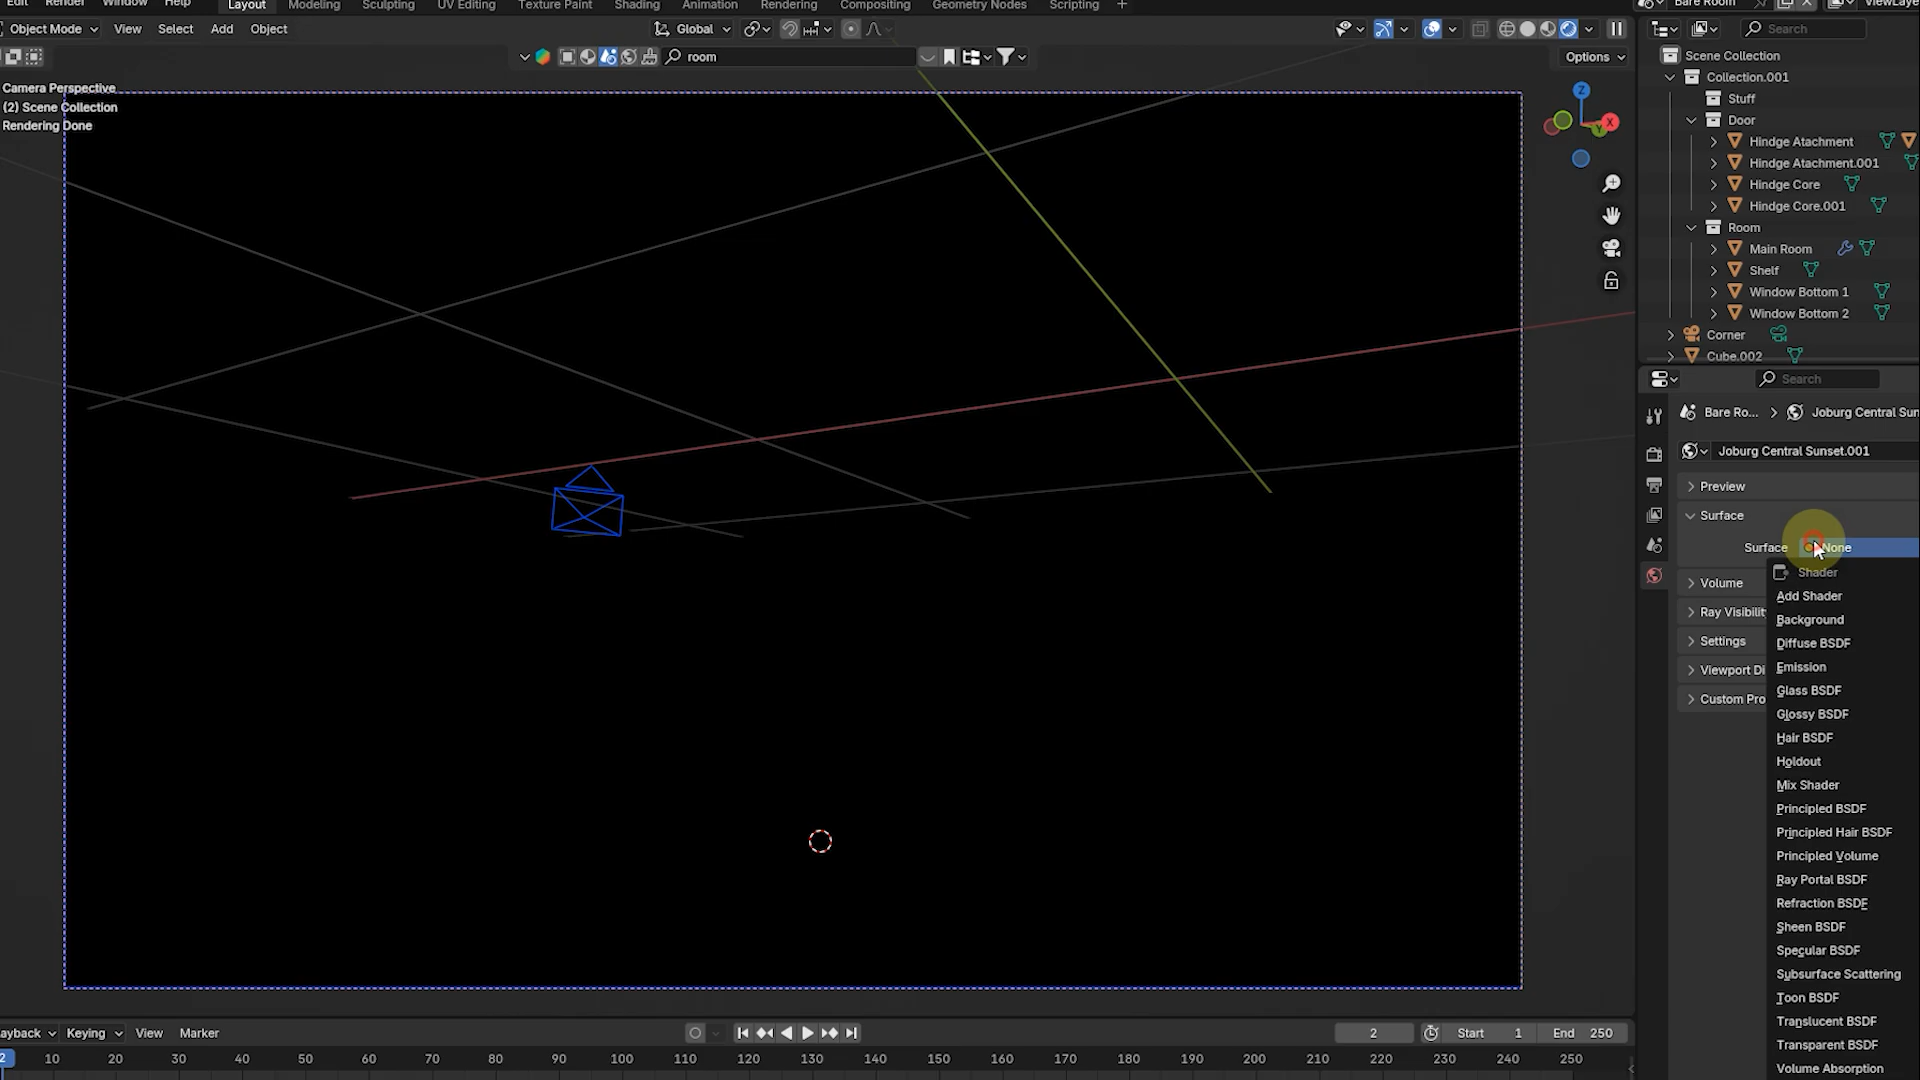 Edit Render Window Help Layout Modeling Sculpting UV Editing Texture Paint Shading Animation Rendering Compositing Geometry Nodes Scripting + Bare Room ViewLaye
Object Mode View Select Add Object Global Search
room Options
Scene Collection
Collection.001
Camera Perspective
(2) Scene Collection
Rendering Done
Z
X
Y
Stuff
Door
Hindge Atachment
Hindge Atachment.001
Hindge Core
Hindge Core.001
Room
Main Room
Shelf
Window Bottom 1
Window Bottom 2
Corner
Cube.002
Search
Bare Ro... > Joburg Central Sun
Joburg Central Sunset.001
Preview
Surface
Surface None
Shader
Add Shader
Volume
Background
Ray Visibility
Diffuse BSDF
Settings
Emission
Viewport Di
Glass BSDF
Custom Pro
Glossy BSDF
Hair BSDF
Holdout
Mix Shader
Principled BSDF
Principled Hair BSDF
Principled Volume
Ray Portal BSDF
Refraction BSDF
Sheen BSDF
Specular BSDF
Subsurface Scattering
Toon BSDF
Translucent BSDF
Transparent BSDF
Volume Absorption
ayback Keying View Marker 2 Start 1 End 250
2 10 20 30 40 50 60 70 80 90 100 110 120 130 140 150 160 170 180 190 200 210 220 230 240 250